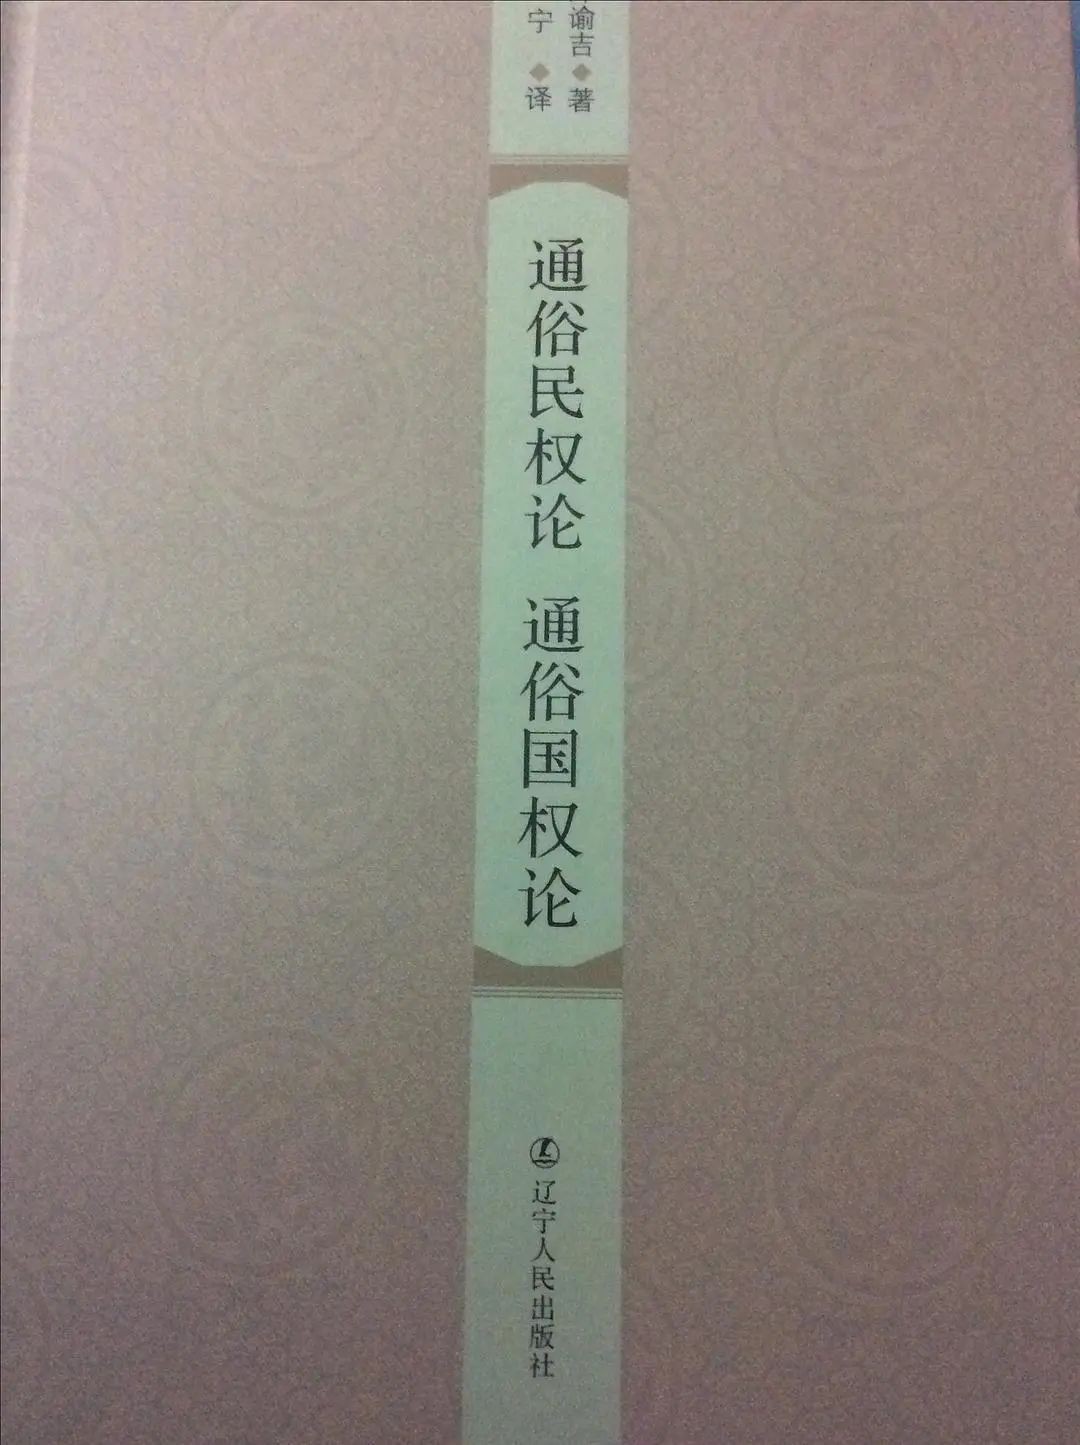 谕吉◆著
宁◆译
通俗民权论 通俗国权论
辽宁人民出版社